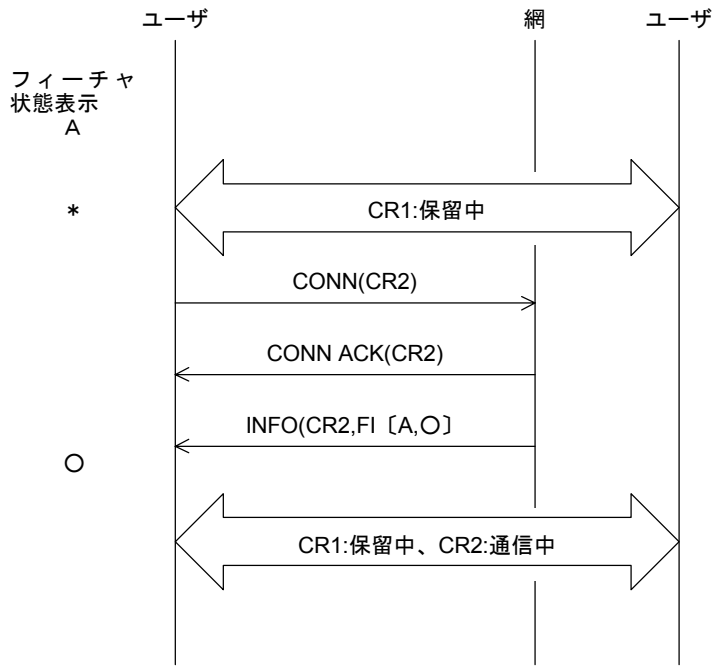 ユーザ
網
ユーザ
フィーチャ
状態表示
A
*
CR1:保留中
CONN(CR2)
CONN ACK(CR2)
INFO(CR2,FI〔A,○〕
○
CR1:保留中、CR2:通信中